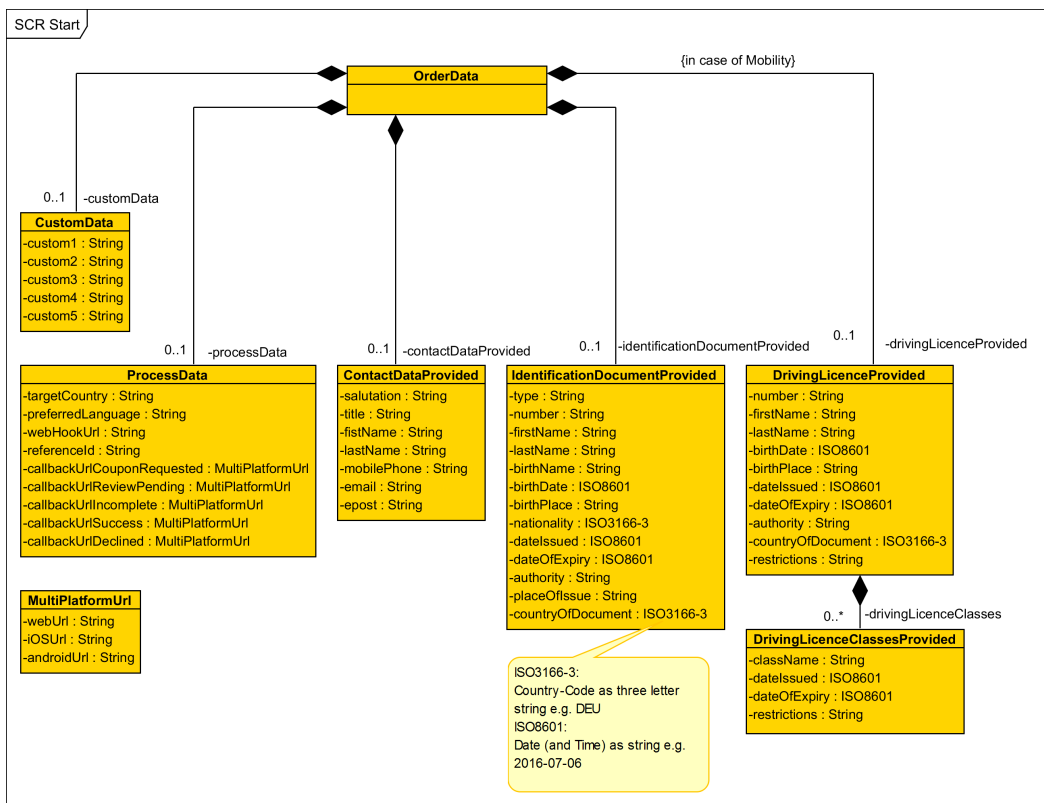 SCR Start
OrderData
{in case of Mobility}
0..1
-customData
CustomData
-custom1 : String
-custom2 : String
-custom3 : String
-custom4 : String
-custom5 : String
0..1
-processData
ProcessData
-targetCountry : String
-preferredLanguage : String
-webHookUrl : String
-referenceId : String
-callbackUrlCouponRequested : MultiPlatformUrl
-callbackUrlReviewPending : MultiPlatformUrl
-callbackUrlIncomplete : MultiPlatformUrl
-callbackUrlSuccess : MultiPlatformUrl
-callbackUrlDeclined : MultiPlatformUrl
0..1
-contactDataProvided
ContactDataProvided
-salutation : String
-title : String
-fistName : String
-lastName : String
-mobilePhone : String
-email : String
-epost : String
0..1
-identificationDocumentProvided
IdentificationDocumentProvided
-type : String
-number : String
-firstName : String
-lastName : String
-birthName : String
-birthDate : ISO8601
-birthPlace : String
-nationality : ISO3166-3
-dateIssued : ISO8601
-dateOfExpiry : ISO8601
-authority : String
-placeOfIssue : String
-countryOfDocument : ISO3166-3
0..1
-drivingLicenceProvided
DrivingLicenceProvided
-number : String
-firstName : String
-lastName : String
-birthDate : ISO8601
-birthPlace : String
-dateIssued : ISO8601
-dateOfExpiry : ISO8601
-authority : String
-countryOfDocument : ISO3166-3
-restrictions : String
MultiPlatformUrl
-webUrl : String
-iOSUrl : String
-androidUrl : String
0..*
-drivingLicenceClasses
DrivingLicenceClassesProvided
-className : String
-dateIssued : ISO8601
-dateOfExpiry : ISO8601
-restrictions : String
ISO3166-3:
Country-Code as three letter
string e.g. DEU
ISO8601:
Date (and Time) as string e.g.
2016-07-06